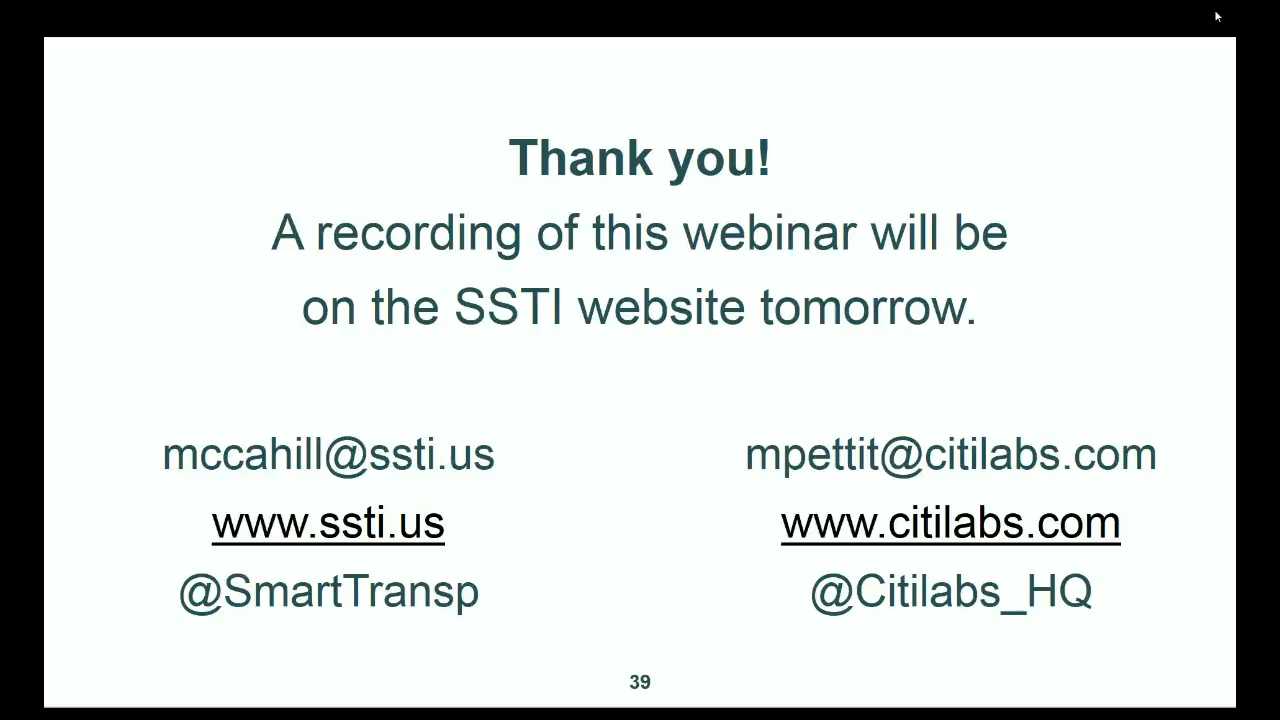 Thank you!
A recording of this webinar will be
on the SSTI website tomorrow.
mccahill@ssti.us
www.ssti.us
@SmartTransp
mpettit@citilabs.com
www.citilabs.com
@Citilabs_HQ
39